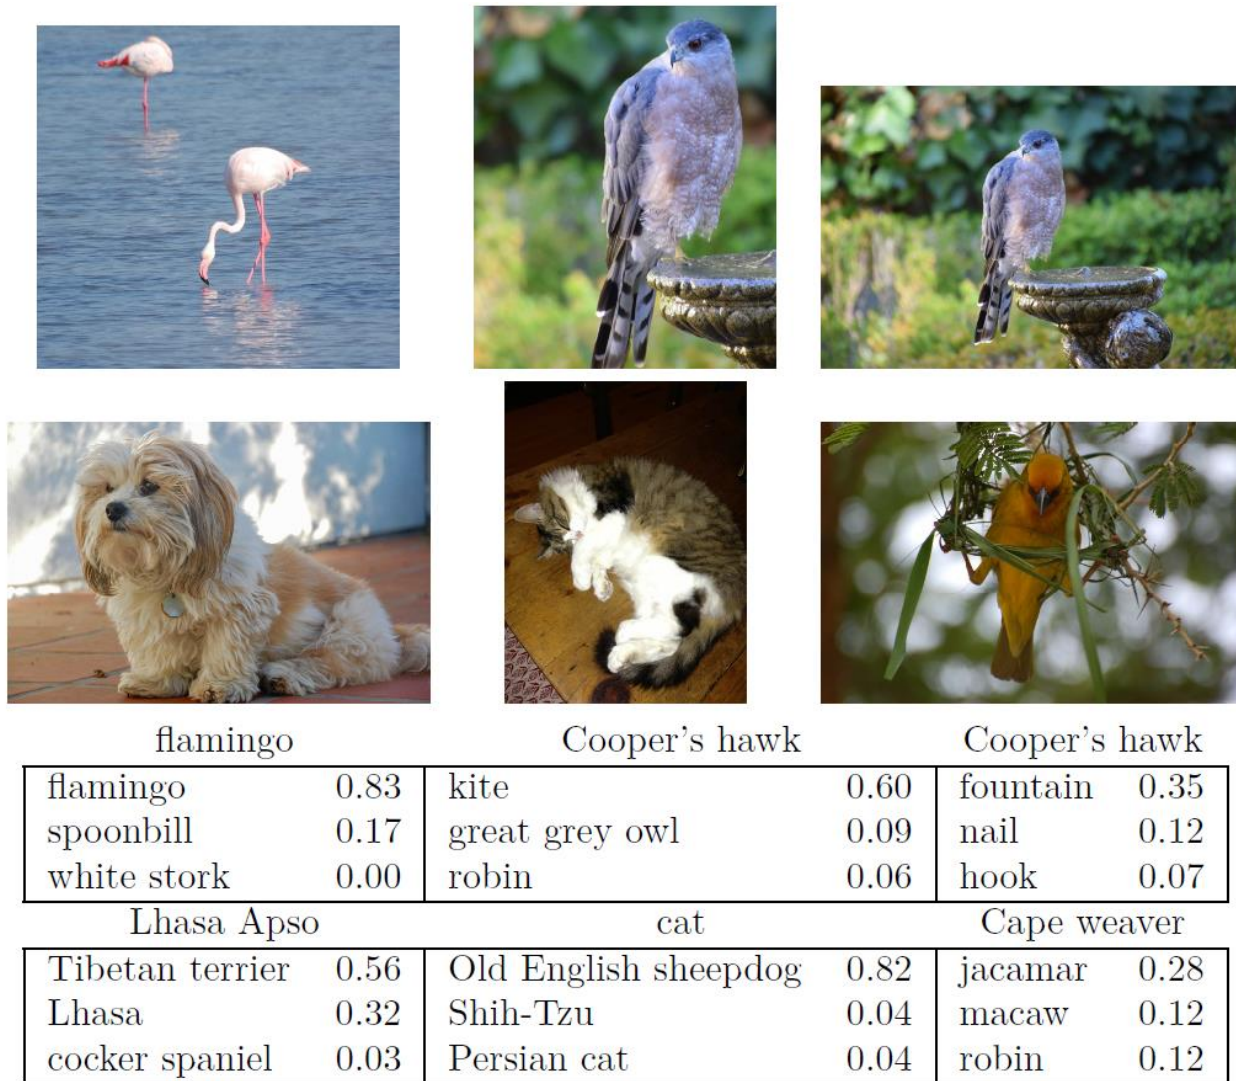 flamingo Cooper's hawk Cooper's hawk
flamingo 0.83 kite 0.60 fountain 0.35
spoonbill 0.17 great grey owl 0.09 nail 0.12
white stork 0.00 robin 0.06 hook 0.07
Lhasa Apso cat Cape weaver
Tibetan terrier 0.56 Old English sheepdog 0.82 jacamar 0.28
Lhasa 0.32 Shih-Tzu 0.04 macaw 0.12
cocker spaniel 0.03 Persian cat 0.04 robin 0.12